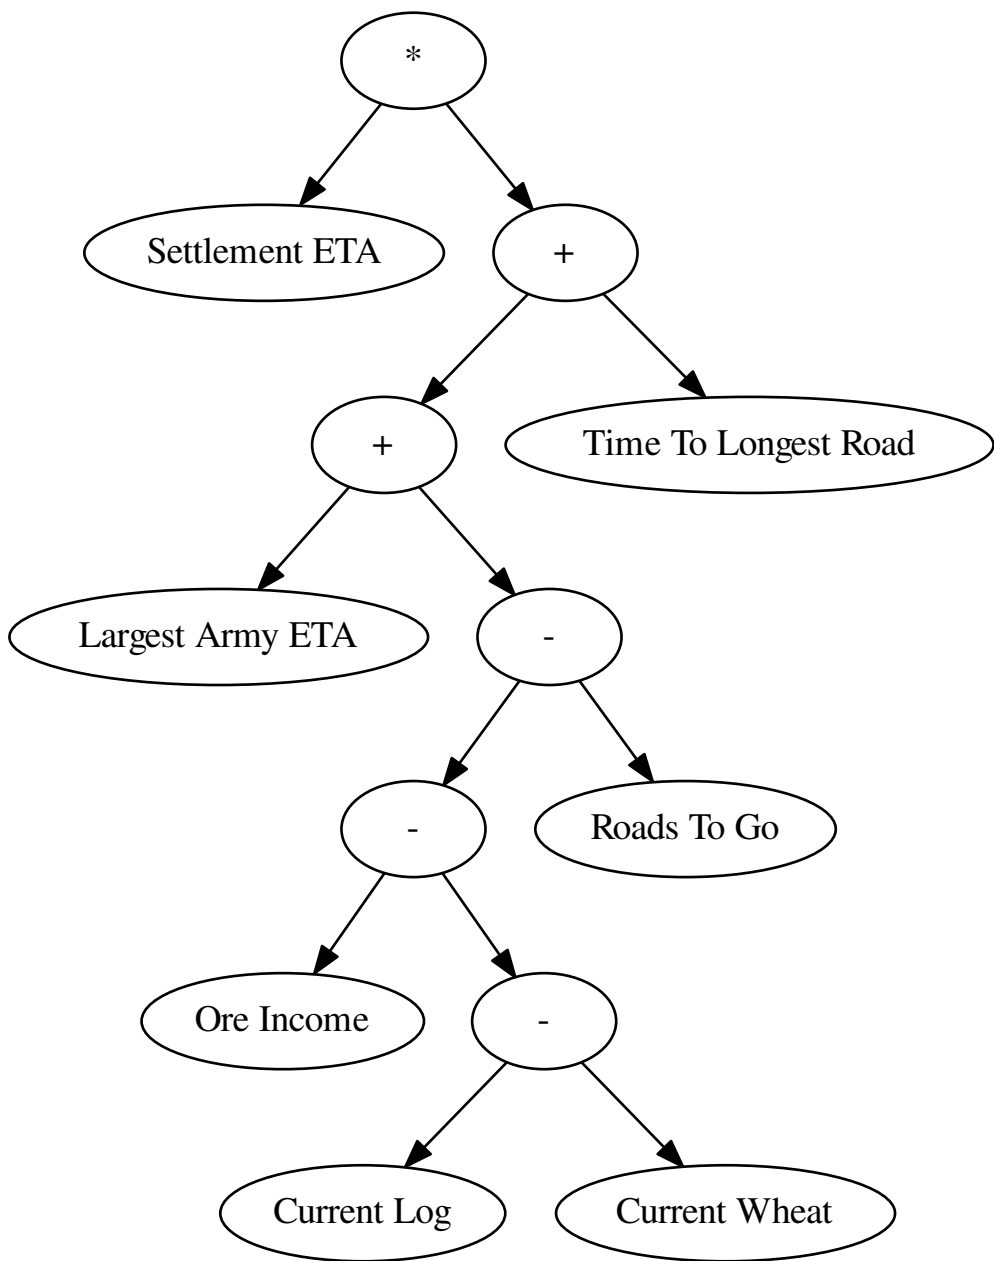 *
Settlement ETA
+
+
Time To Longest Road
Largest Army ETA
-
-
Roads To Go
Ore Income
-
Current Log
Current Wheat